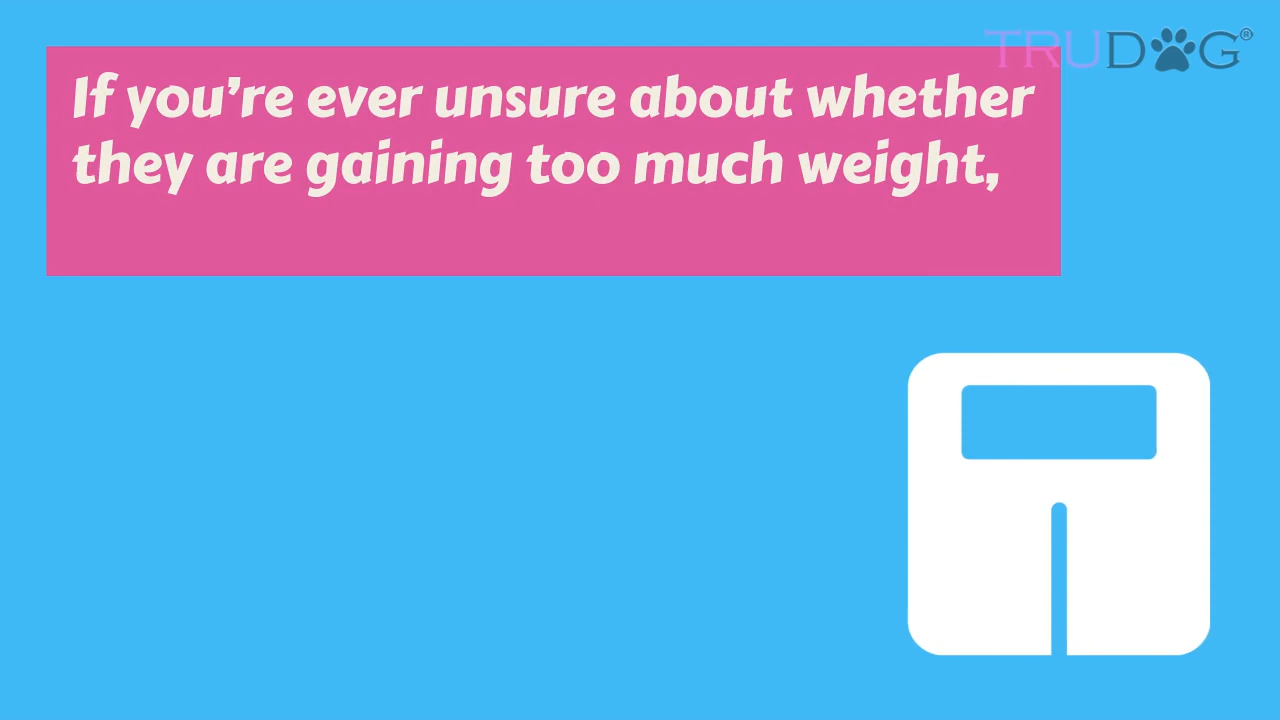 TRUDOG®
If you’re ever unsure about whether
they are gaining too much weight,